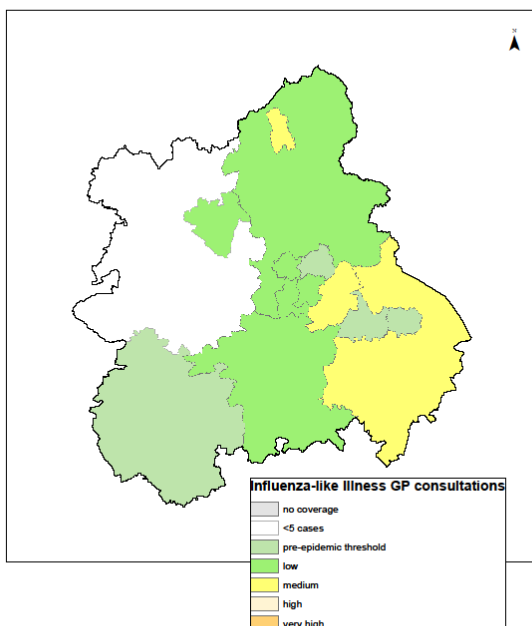 Influenza-like Illness GP consultations
no coverage
<5 cases
pre-epidemic threshold
low
medium
high
very high